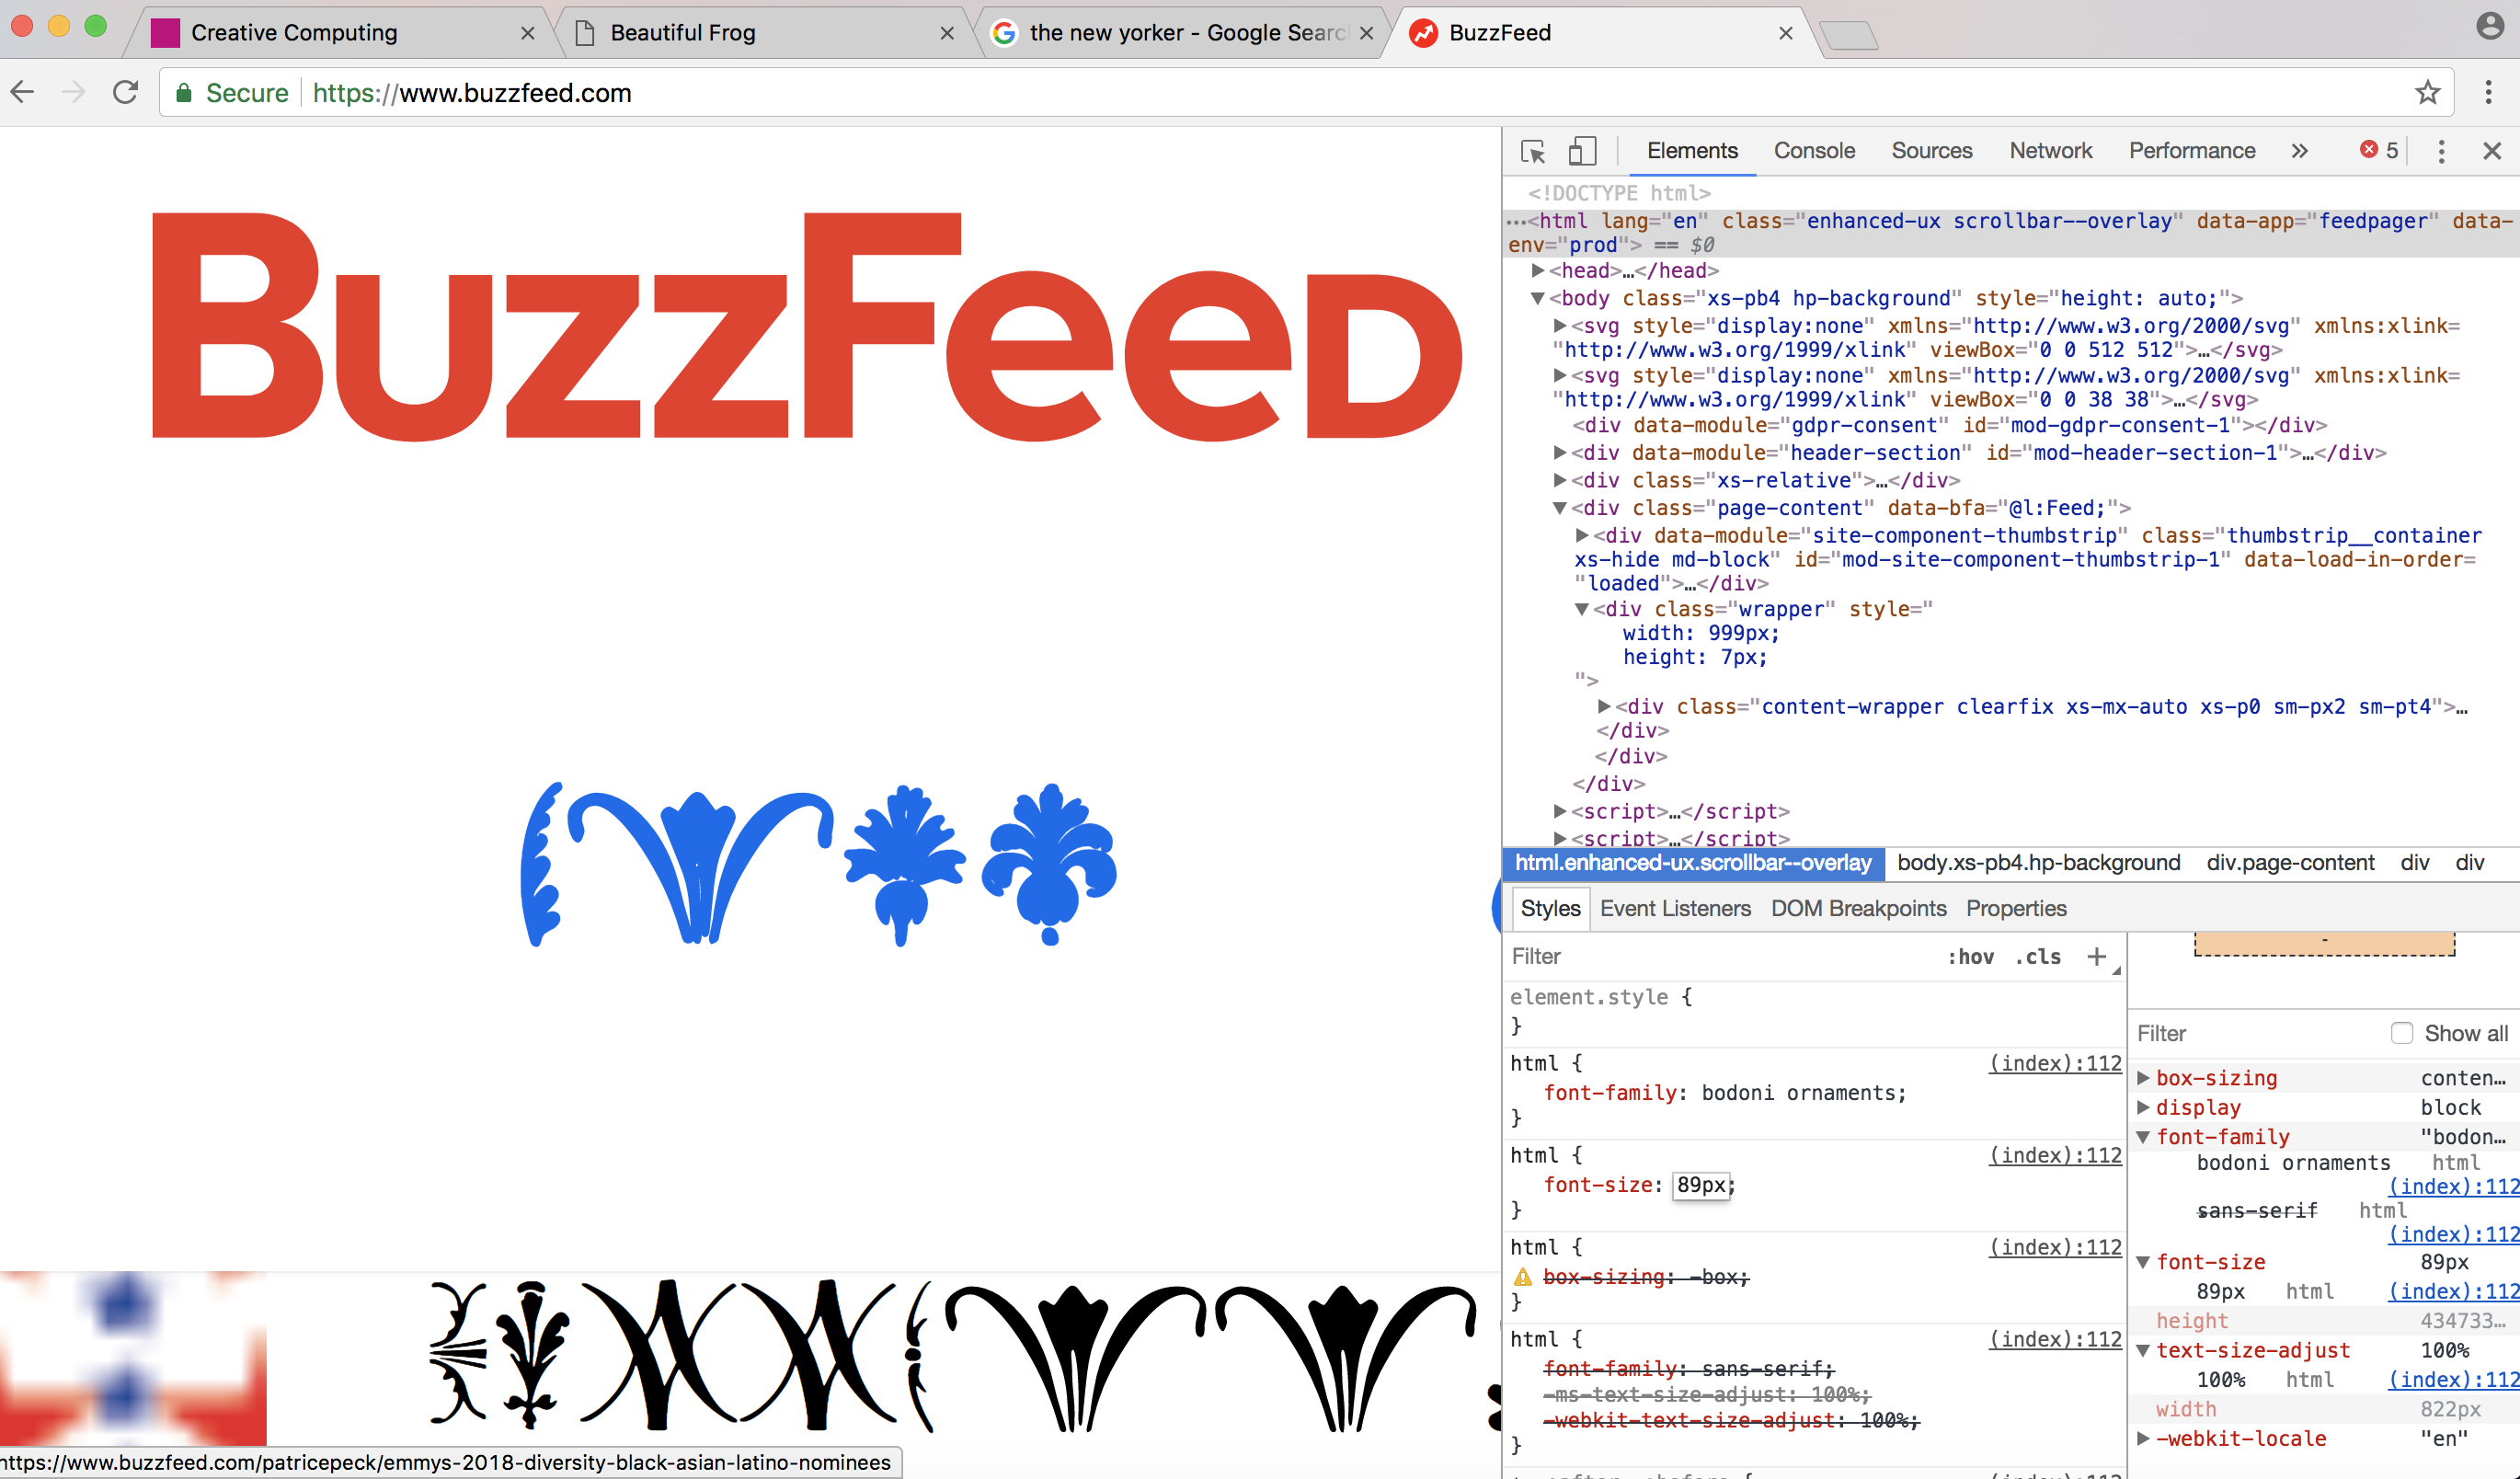 Creative Computing
Beautiful Frog
the new yorker - Google Searc
BuzzFeed
Secure https://www.buzzfeed.com
BuzzFeed
https://www.buzzfeed.com/patricepeck/emmys-2018-diversity-black-asian-latino-nominees
Elements Console Sources Network Performance » 5
<!DOCTYPE html>
…<html lang="en" class="enhanced-ux scrollbar--overlay" data-app="feedpager" data-
env="prod"> == $0
<head>…</head>
<body class="xs-pb4 hp-background" style="height: auto;">
<svg style="display:none" xmlns="http://www.w3.org/2000/svg" xmlns:xlink=
"http://www.w3.org/1999/xlink" viewBox="0 0 512 512">…</svg>
<svg style="display:none" xmlns="http://www.w3.org/2000/svg" xmlns:xlink=
"http://www.w3.org/1999/xlink" viewBox="0 0 38 38">…</svg>
<div data-module="gdpr-consent" id="mod-gdpr-consent-1"></div>
<div data-module="header-section" id="mod-header-section-1">…</div>
<div class="xs-relative">…</div>
<div class="page-content" data-bfa="@l:Feed;">
<div data-module="site-component-thumbstrip" class="thumbstrip__container
xs-hide md-block" id="mod-site-component-thumbstrip-1" data-load-in-order=
"loaded">…</div>
<div class="wrapper" style="
width: 999px;
height: 7px;
">
<div class="content-wrapper clearfix xs-mx-auto xs-p0 sm-px2 sm-pt4">…
</div>
</div>
</div>
<script>…</script>
<script>…</script>
html.enhanced-ux.scrollbar--overlay body.xs-pb4.hp-background div.page-content div div
Styles Event Listeners DOM Breakpoints Properties
Filter :hov .cls +
element.style {
}
html { (index):112
font-family: bodoni ornaments;
}
html { (index):112
font-size: 89px;
}
html { (index):112
box-sizing: -box;
}
html { (index):112
font-family: sans-serif;
-ms-text-size-adjust: 100%;
-webkit-text-size-adjust: 100%;
}
-
Filter Show all
box-sizing conten…
display block
font-family "bodon…
bodoni ornaments html
(index):112
sans-serif html
(index):112
font-size 89px
89px html (index):112
height 434733…
text-size-adjust 100%
100% html (index):112
width 822px
-webkit-locale "en"